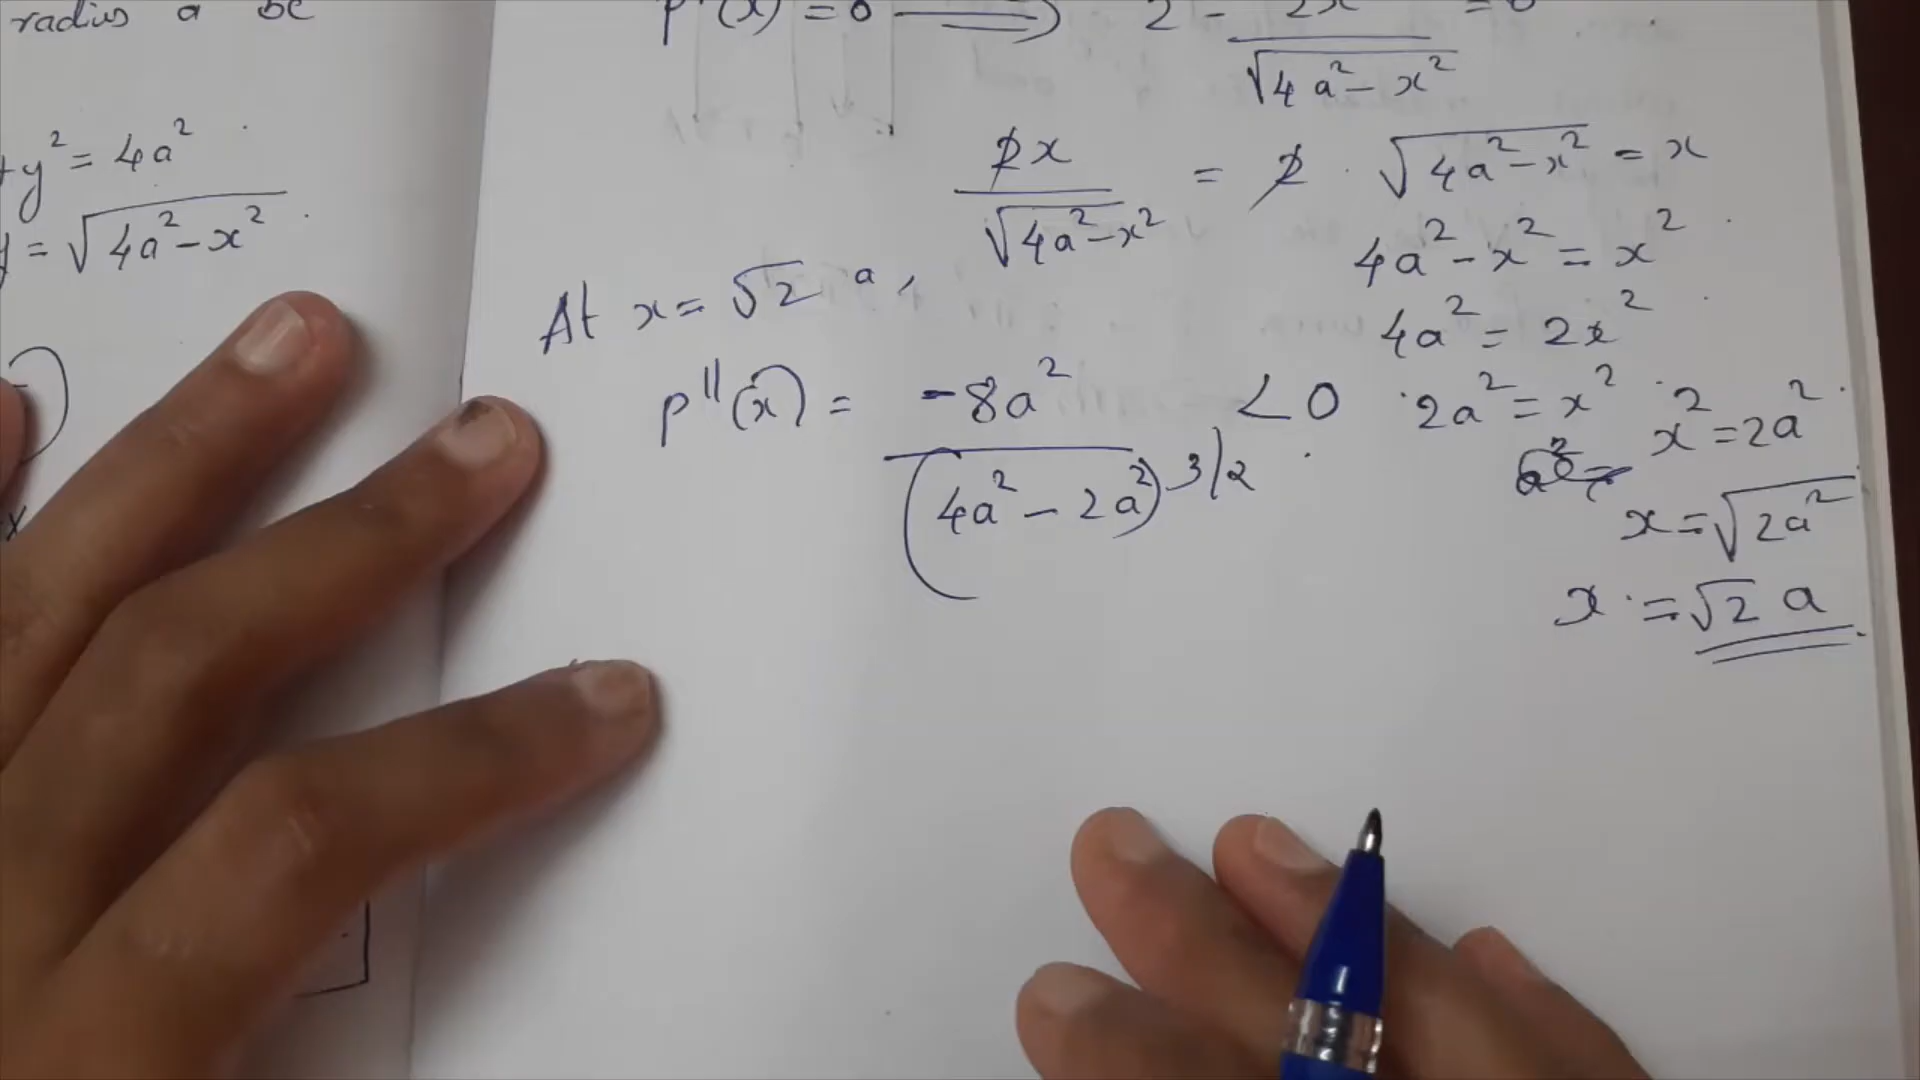 radius a be
+y² = 4a²
y = √(4a²-x²)
x
p'(x) = 0 ⟹ 2 - 2x/√(4a²-x²) = 0
2x/√(4a²-x²) = 2 . √(4a²-x²) = x
4a²-x² = x²
4a² = 2x²
2a² = x²
x² = 2a²
x = √(2a²)
x = √2 a
At x = √2 a,
p''(x) = -8a²/(4a²-2a²)^3/2 < 0